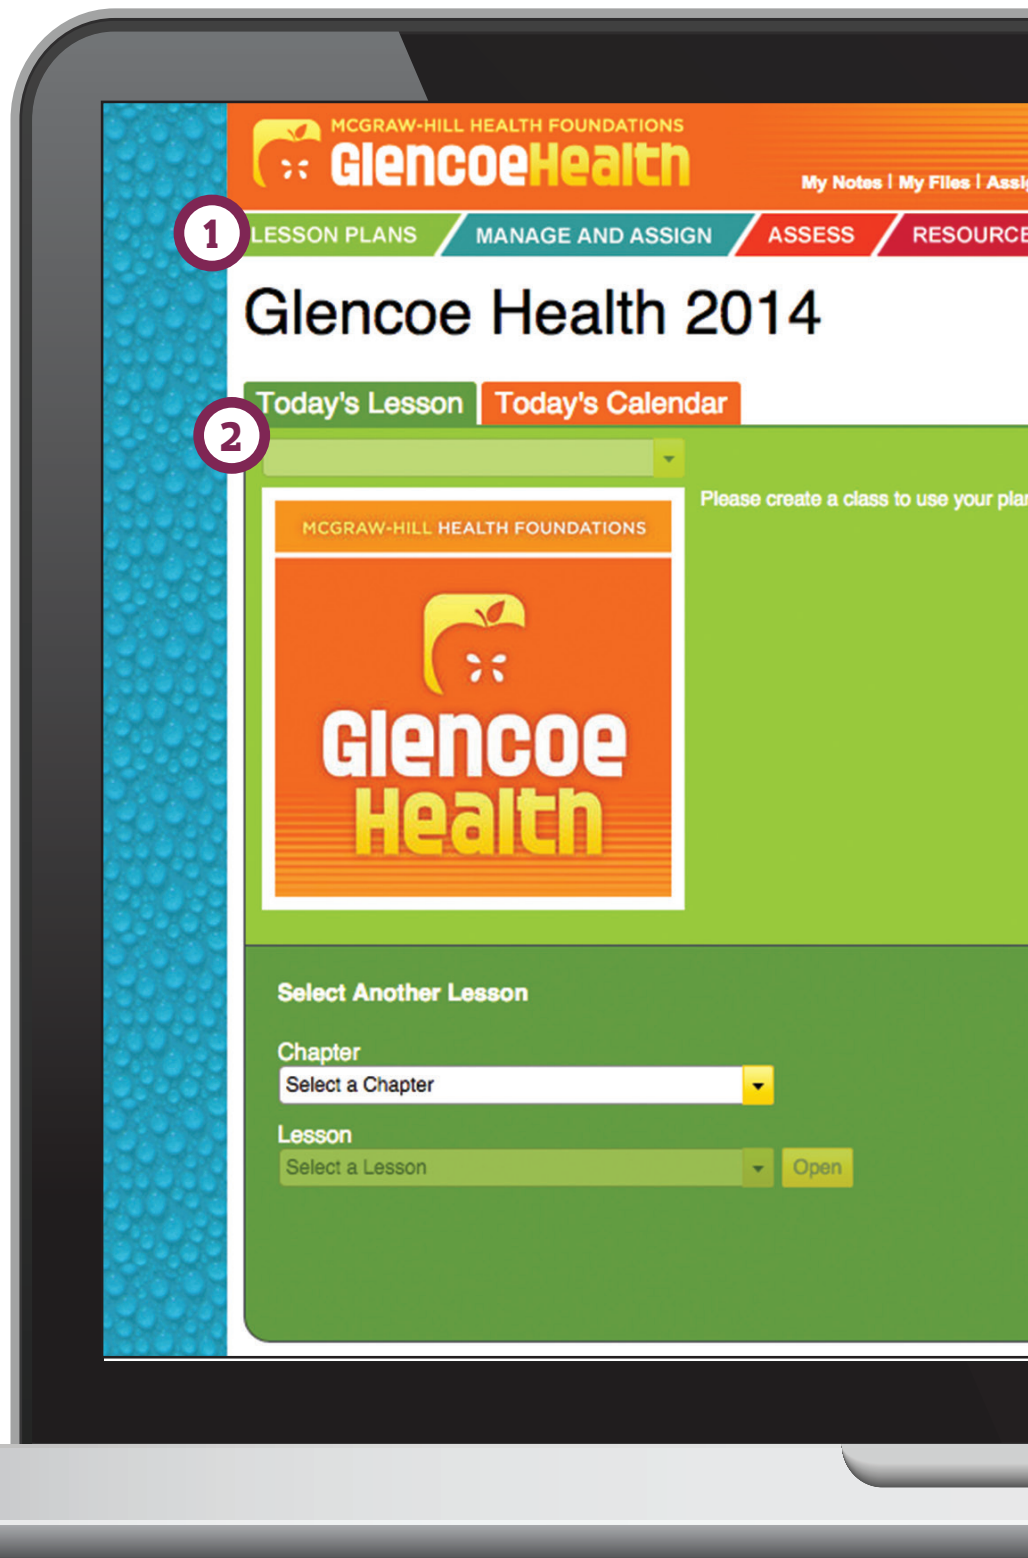 MCGRAW-HILL HEALTH FOUNDATIONS
GlencoeHealth
My Notes | My Files |
1
LESSON PLANS MANAGE AND ASSIGN ASSESS
Glencoe Health 2014
Today's Lesson Today's Calendar
2
Please create a class to use your
MCGRAW-HILL HEALTH FOUNDATIONS
Glencoe
Health
Select Another Lesson
Chapter
Select a Chapter
Lesson
Select a Lesson Open